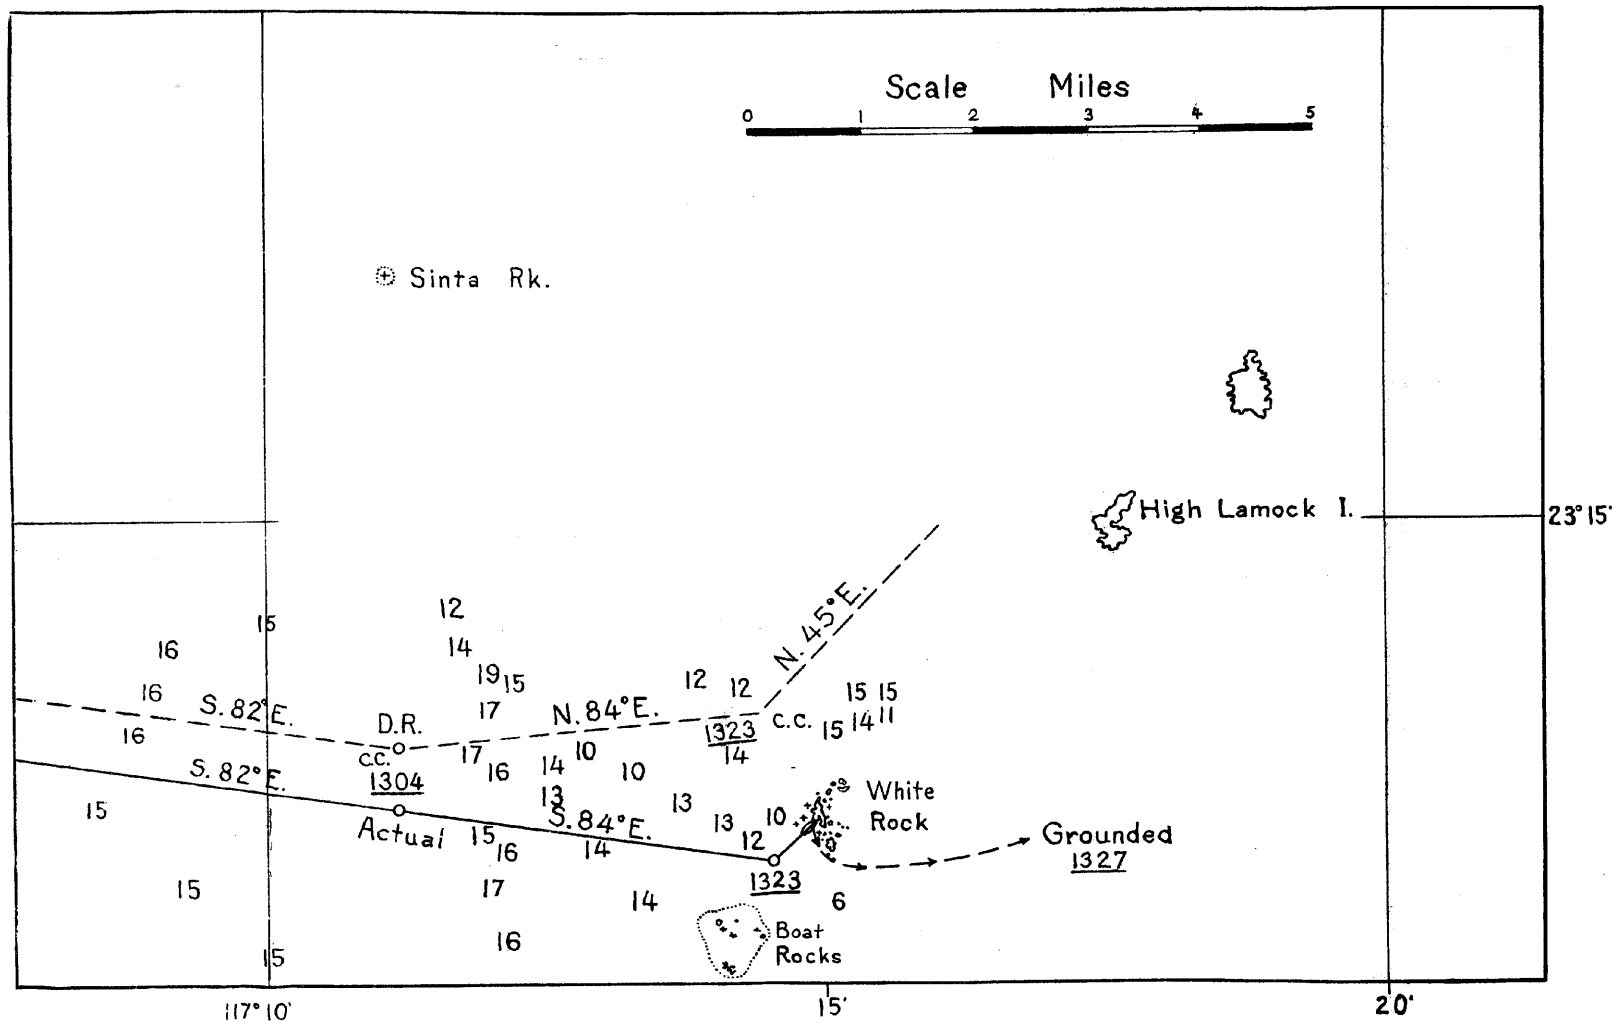 Scale Miles
0 1 2 3 4 5
Sinta Rk.
High Lamock I.
23° 15'
12
15
14
16
19 15
N. 45° E.
12 12
15 15
16
S. 82° E.
17
N. 84° E.
D.R.
1323
C.C.
15 14 11
16
C.C.
17
10
14
1304
16
14
10
S. 82° E.
White
Rock
13
13
15
S. 84° E.
13
10
Actual
15
16
14
12
Grounded
1327
1323
15
17
14
6
16
Boat
Rocks
15
117° 10'
15'
20'